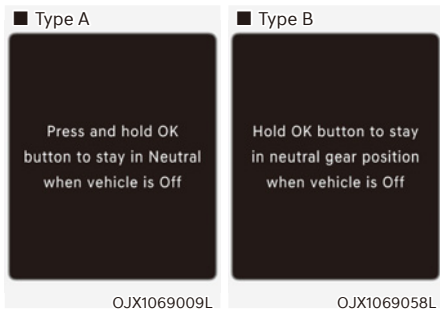 ■ Type A
Press and hold OK
button to stay in Neutral
when vehicle is Off
OJX1069009L
■ Type B
Hold OK button to stay
in neutral gear position
when vehicle is Off
OJX1069058L